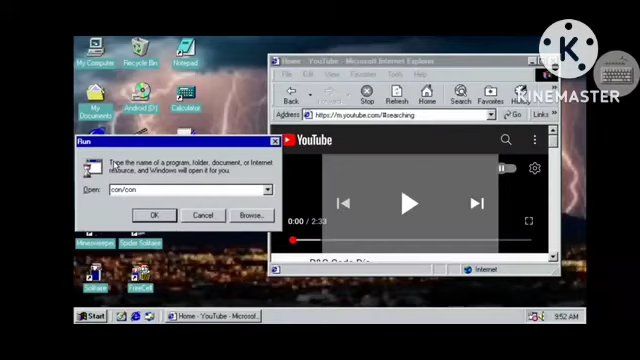 My Computer
Recycle Bin
Notepad
My
Documents
Android (D:)
Calculator
Minesweeper
Spider Solitaire
Solitaire
FreeCell
Home - YouTube - Microsoft Internet Explorer
File
Edit
View
Favorites
Tools
Help
Back
Stop
Refresh
Home
Search
Favorites
Address
https://m.youtube.com/#searching
Go
Links
YouTube
0:00 / 2:33
Internet
Run
Type the name of a program, folder, document, or Internet
resource, and Windows will open it for you.
Open:
con/con
OK
Cancel
Browse...
Start
Home - YouTube - Microsof...
9:52 AM
K
KINEMASTER